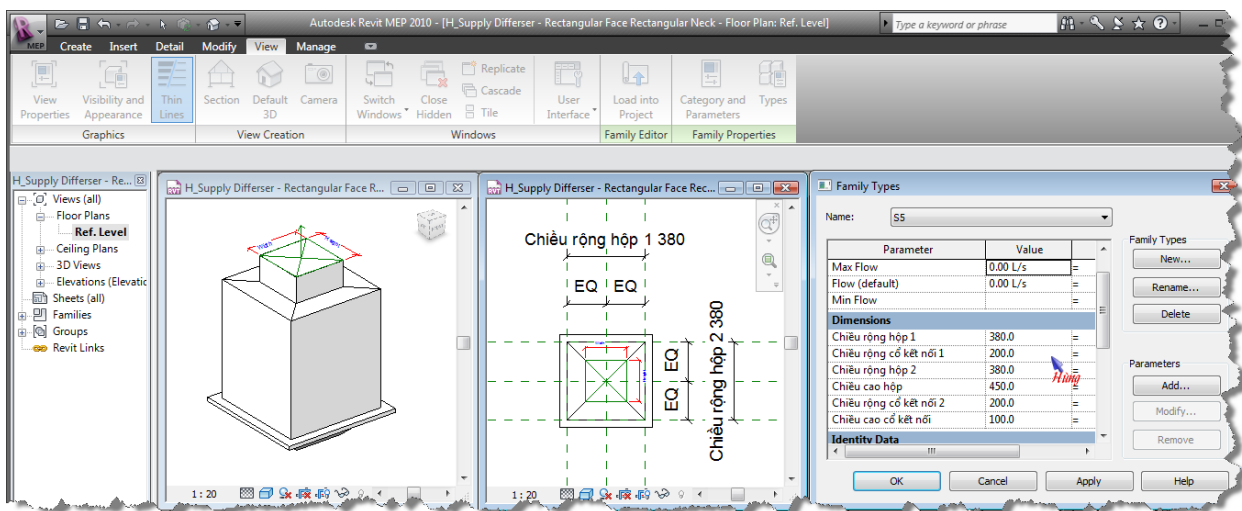 Autodesk Revit MEP 2010 - [H_Supply Differser - Rectangular Face Rectangular Neck - Floor Plan: Ref. Level]
Type a keyword or phrase
MEP Create Insert Detail Modify View Manage
View Properties
Visibility and Appearance
Thin Lines
Section
Default 3D
Camera
Switch Windows
Close Hidden
Replicate
Cascade
Tile
User Interface
Load into Project
Category and Parameters
Types
Graphics View Creation Windows Family Editor Family Properties
H_Supply Differser - Re...
Views (all)
Floor Plans
Ref. Level
Ceiling Plans
3D Views
Elevations (Elevatic
Sheets (all)
Families
Groups
Revit Links
H_Supply Differser - Rectangular Face R...
Width
1 : 20
H_Supply Differser - Rectangular Face Rec...
Chiều rộng hộp 1 380
EQ EQ
EQ
EQ
Chiều rộng hộp 2 380
1 : 20
Family Types
Name: S5
Parameter Value
Max Flow 0.00 L/s =
Flow (default) 0.00 L/s =
Min Flow =
Dimensions
Chiều rộng hộp 1 380.0 =
Chiều rộng cổ kết nối 1 200.0 =
Chiều rộng hộp 2 380.0 =
Chiều cao hộp 450.0 =
Chiều rộng cổ kết nối 2 200.0 =
Chiều cao cổ kết nối 100.0 =
Identity Data
Hùng
Family Types
New...
Rename...
Delete
Parameters
Add...
Modify...
Remove
OK Cancel Apply Help